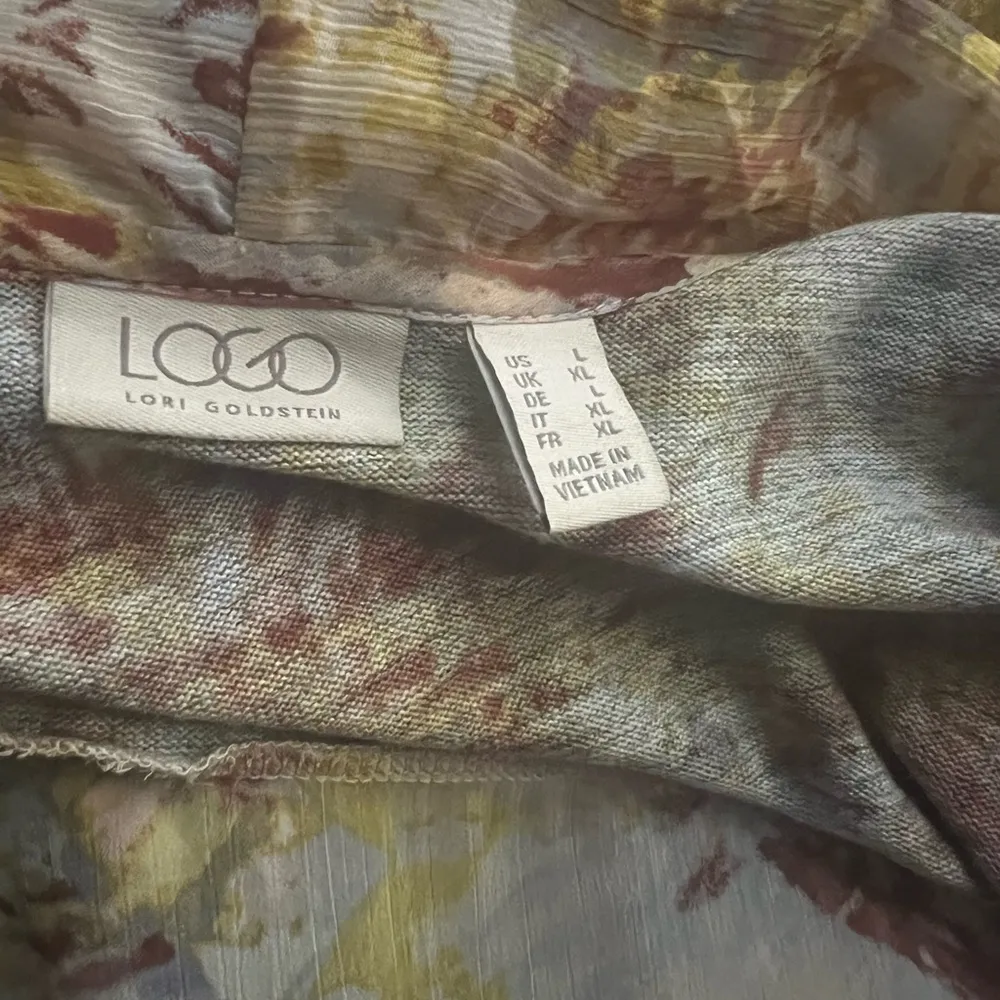 LOGO
LORI GOLDSTEIN
US L
UK XL
DE L
IT XL
FR XL
MADE IN
VIETNAM